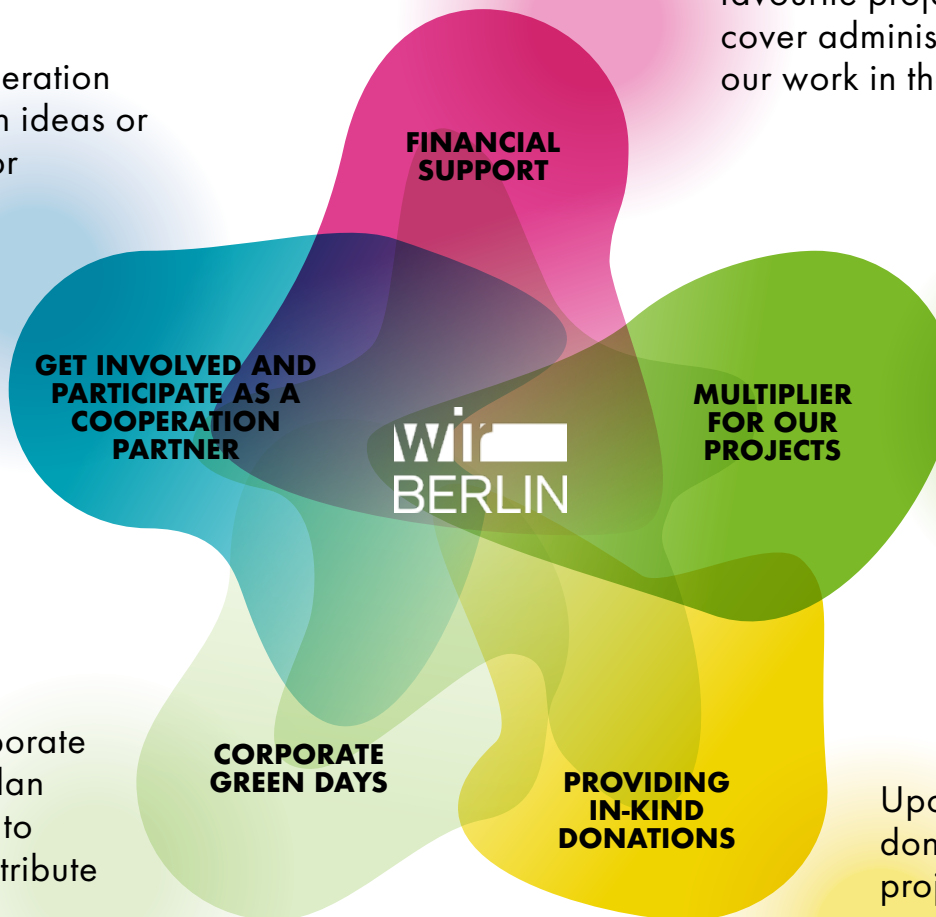 cover adminis
our work in th
eration
n ideas or
or
FINANCIAL
SUPPORT
GET INVOLVED AND
PARTICIPATE AS A
COOPERATION
PARTNER
MULTIPLIER
FOR OUR
PROJECTS
wir
BERLIN
porate
lan
to
tribute
CORPORATE
GREEN DAYS
PROVIDING
IN-KIND
DONATIONS
Upo
don
proj